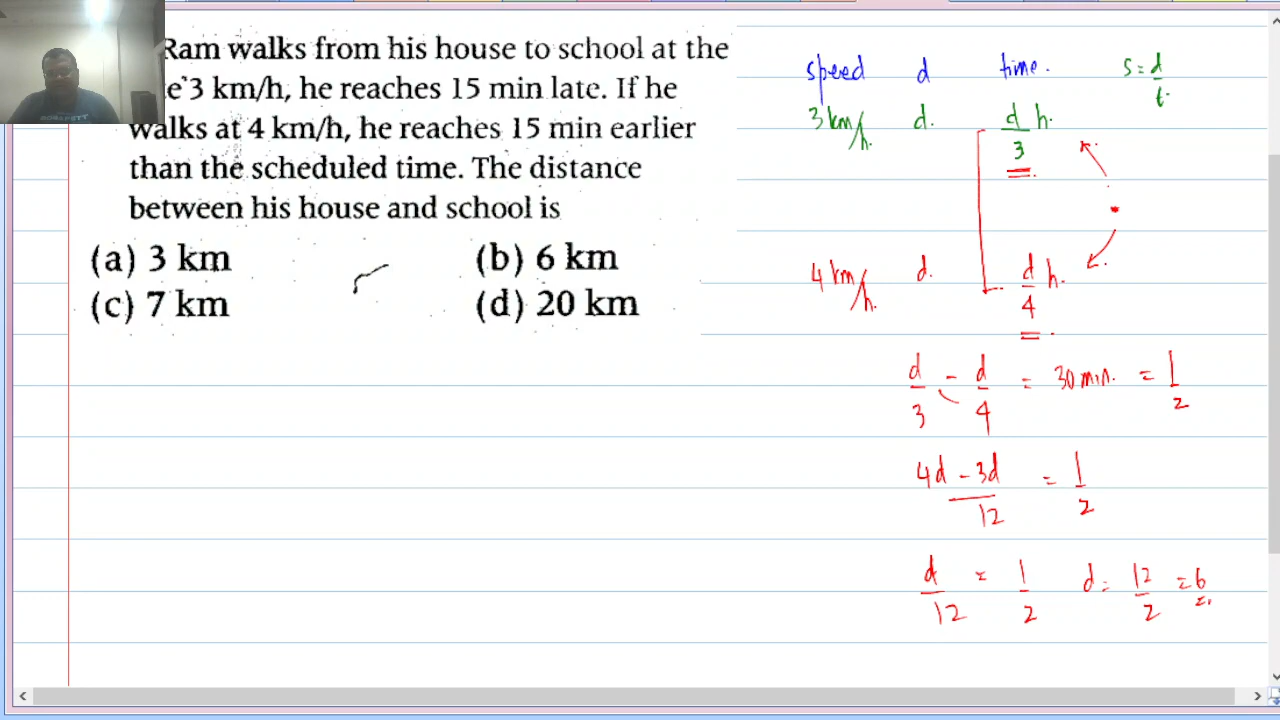 Ram walks from his house to school at the
3 km/h, he reaches 15 min late. If he
walks at 4 km/h, he reaches 15 min earlier
than the scheduled time. The distance
between his house and school is
(a) 3 km (b) 6 km
(c) 7 km (d) 20 km
speed d time. s = d/t
3 km/h. d. d/3 h.
4 km/h. d. d/4 h.
d/3 - d/4 = 30 min. = 1/2
4d - 3d/12 = 1/2
d/12 = 1/2 d = 12/2 = 6